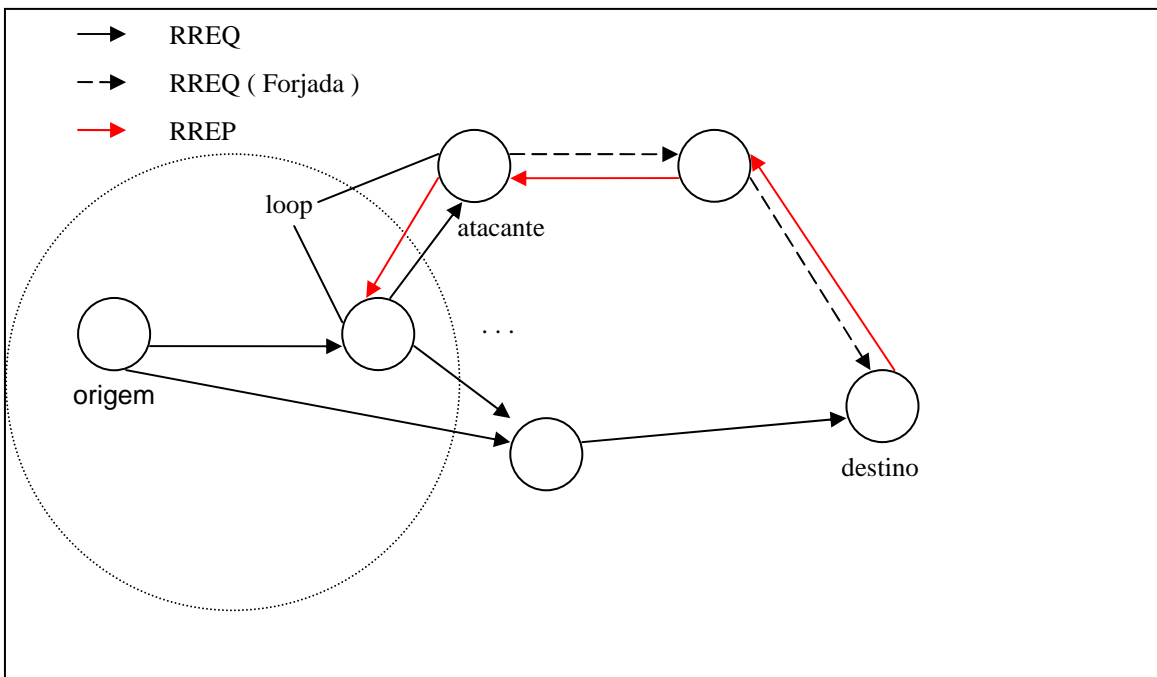 RREQ
RREQ ( Forjada )
RREP
loop
atacante
. . .
origem
destino